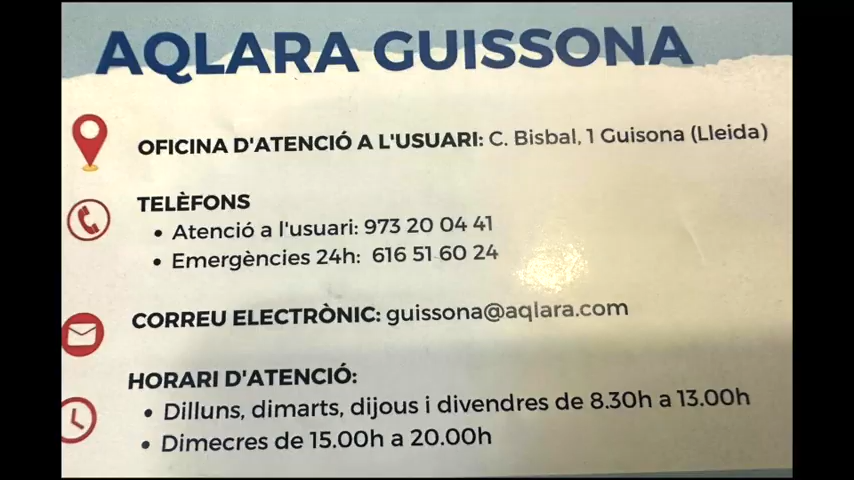 AQLARA GUISSONA
OFICINA D'ATENCIÓ A L'USUARI: C. Bisbal, 1 Guisona (Lleida)
TELÈFONS
• Atenció a l'usuari: 973 20 04 41
• Emergències 24h: 616 51 60 24
CORREU ELECTRÒNIC: guissona@aqlara.com
HORARI D'ATENCIÓ:
• Dilluns, dimarts, dijous i divendres de 8.30h a 13.00h
• Dimecres de 15.00h a 20.00h